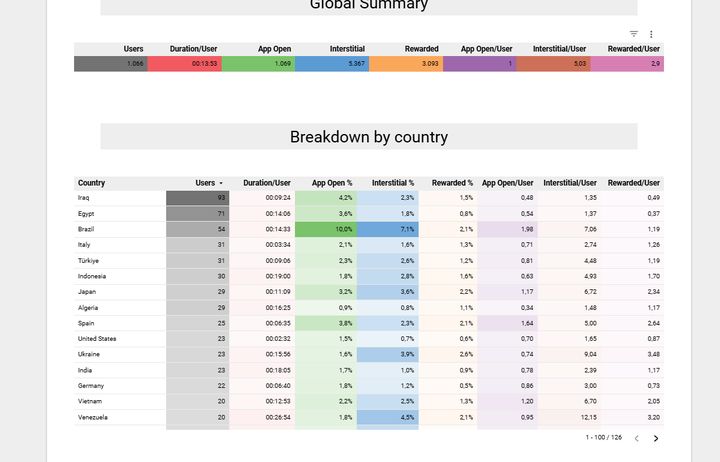 Global Summary
Users Duration/User App Open Interstitial Rewarded App Open/User Interstitial/User Rewarded/User
1.066 00:13:53 1.069 5.367 3.093 1 5,03 2,9
Breakdown by country
Country Users Duration/User App Open % Interstitial % Rewarded % App Open/User Interstitial/User Rewarded/User
Iraq 93 00:09:24 4,2% 2,3% 1,5% 0,48 1,35 0,49
Egypt 71 00:14:06 3,6% 1,8% 0,8% 0,54 1,37 0,37
Brazil 54 00:14:33 10,0% 7,1% 2,1% 1,98 7,06 1,19
Italy 31 00:03:34 2,1% 1,6% 1,3% 0,71 2,74 1,26
Türkiye 31 00:09:06 2,3% 2,6% 1,2% 0,81 4,48 1,19
Indonesia 30 00:19:00 1,8% 2,8% 1,6% 0,63 4,93 1,70
Japan 29 00:11:09 3,2% 3,6% 2,2% 1,17 6,72 2,34
Algeria 29 00:16:25 0,9% 0,8% 1,1% 0,34 1,48 1,17
Spain 25 00:06:35 3,8% 2,3% 2,1% 1,64 5,00 2,64
United States 23 00:02:32 1,5% 0,7% 0,6% 0,70 1,65 0,87
Ukraine 23 00:15:56 1,6% 3,9% 2,6% 0,74 9,04 3,48
India 23 00:18:05 1,7% 1,0% 0,9% 0,78 2,39 1,17
Germany 22 00:06:40 1,8% 1,2% 0,5% 0,86 3,00 0,73
Vietnam 20 00:12:53 2,2% 2,5% 1,3% 1,20 6,70 2,05
Venezuela 20 00:26:54 1,8% 4,5% 2,1% 0,95 12,15 3,20
1 - 100 / 126